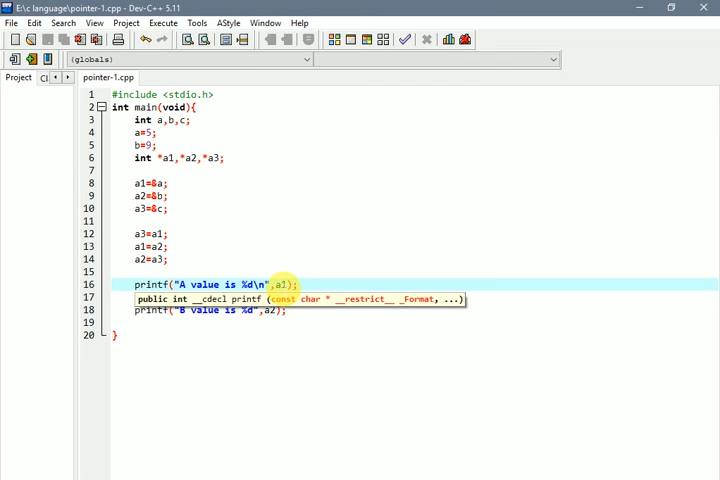 E:\c language\pointer-1.cpp - Dev-C++ 5.11
File Edit Search View Project Execute Tools AStyle Window Help
(globals)
Project Cl pointer-1.cpp
1 #include <stdio.h>
2 int main(void){
3 int a,b,c;
4 a=5;
5 b=9;
6 int *a1,*a2,*a3;
7
8 a1=&a;
9 a2=&b;
10 a3=&c;
11
12 a3=a1;
13 a1=a2;
14 a2=a3;
15
16 printf("A value is %d\n",a1);
17 public int __cdecl printf (const char * __restrict__ _Format, ...)
18 printf("B value is %d",a2);
19
20 }